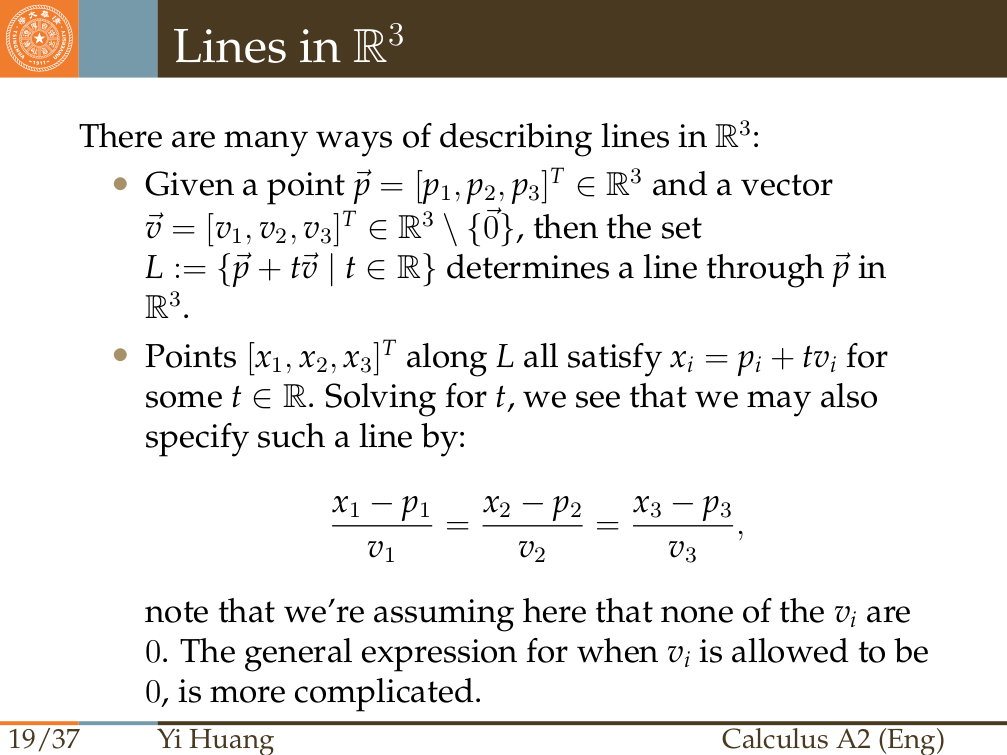 Lines in ℝ³
There are many ways of describing lines in ℝ³:
• Given a point p⃗ = [p₁, p₂, p₃]ᵀ ∈ ℝ³ and a vector
v⃗ = [v₁, v₂, v₃]ᵀ ∈ ℝ³ \ {0⃗}, then the set
L := {p⃗ + tv⃗ | t ∈ ℝ} determines a line through p⃗ in
ℝ³.
• Points [x₁, x₂, x₃]ᵀ along L all satisfy xᵢ = pᵢ + tvᵢ for
some t ∈ ℝ. Solving for t, we see that we may also
specify such a line by:
(x₁ − p₁)/v₁ = (x₂ − p₂)/v₂ = (x₃ − p₃)/v₃,
note that we’re assuming here that none of the vᵢ are
0. The general expression for when vᵢ is allowed to be
0, is more complicated.
19/37 Yi Huang Calculus A2 (Eng)